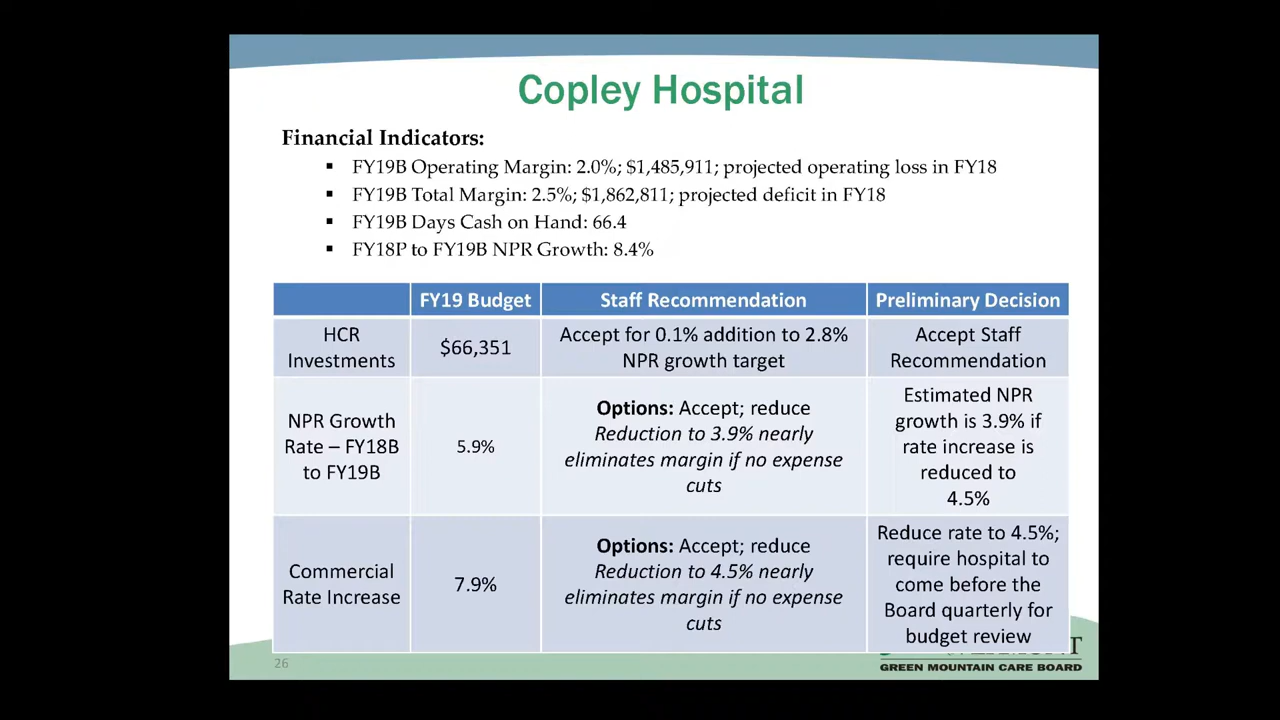 Copley Hospital
Financial Indicators:
▪ FY19B Operating Margin: 2.0%; $1,485,911; projected operating loss in FY18
▪ FY19B Total Margin: 2.5%; $1,862,811; projected deficit in FY18
▪ FY19B Days Cash on Hand: 66.4
▪ FY18P to FY19B NPR Growth: 8.4%
FY19 Budget
Staff Recommendation
Preliminary Decision
HCR
Investments
$66,351
Accept for 0.1% addition to 2.8%
NPR growth target
Accept Staff
Recommendation
NPR Growth
Rate – FY18B
to FY19B
5.9%
Options: Accept; reduce
Reduction to 3.9% nearly
eliminates margin if no expense
cuts
Estimated NPR
growth is 3.9% if
rate increase is
reduced to
4.5%
Commercial
Rate Increase
7.9%
Options: Accept; reduce
Reduction to 4.5% nearly
eliminates margin if no expense
cuts
Reduce rate to 4.5%;
require hospital to
come before the
Board quarterly for
budget review
26
GREEN MOUNTAIN CARE BOARD